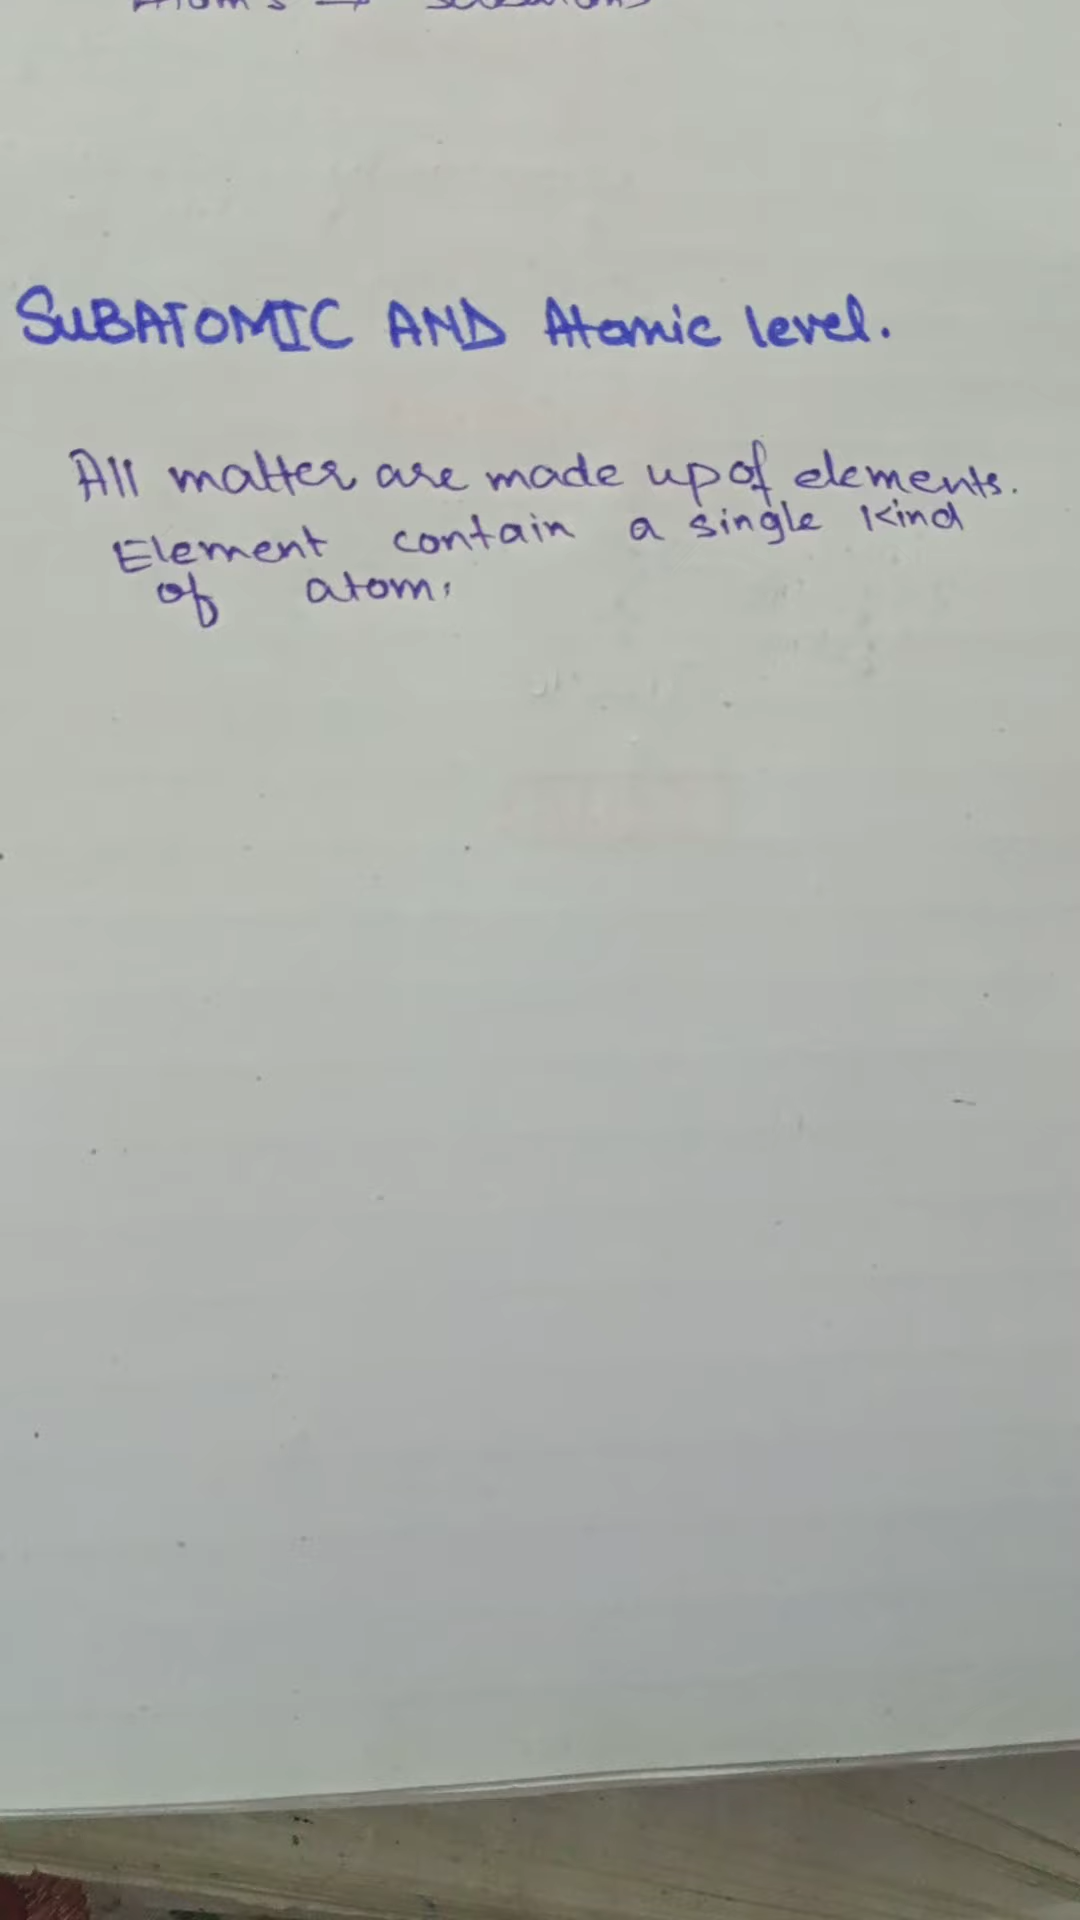 SUBATOMIC AND Atomic level.
All matter are made up of elements.
Element contain a single kind
of atom.